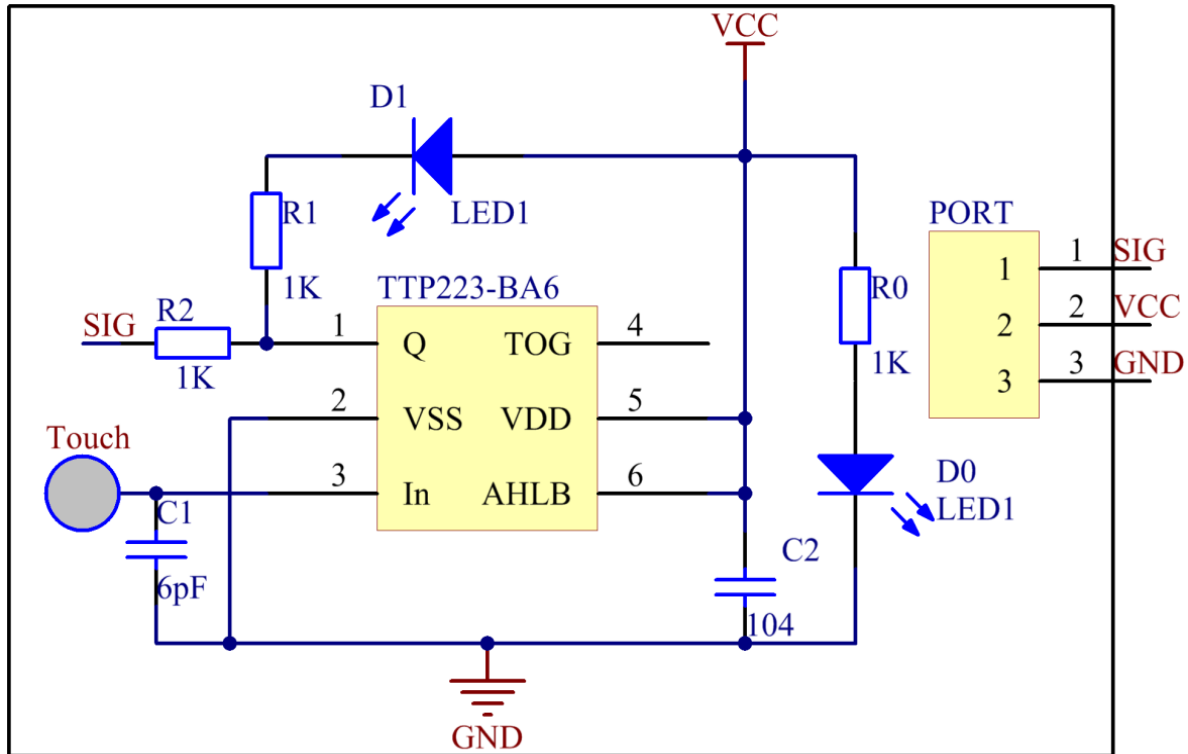 VCC
D1
LED1
R1
1K
PORT
1 1 SIG
2 2 VCC
3 3 GND
R0
1K
TTP223-BA6
SIG
R2
1K
1 Q TOG 4
2 VSS VDD 5
3 In AHLB 6
Touch
C1
6pF
D0
LED1
C2
104
GND